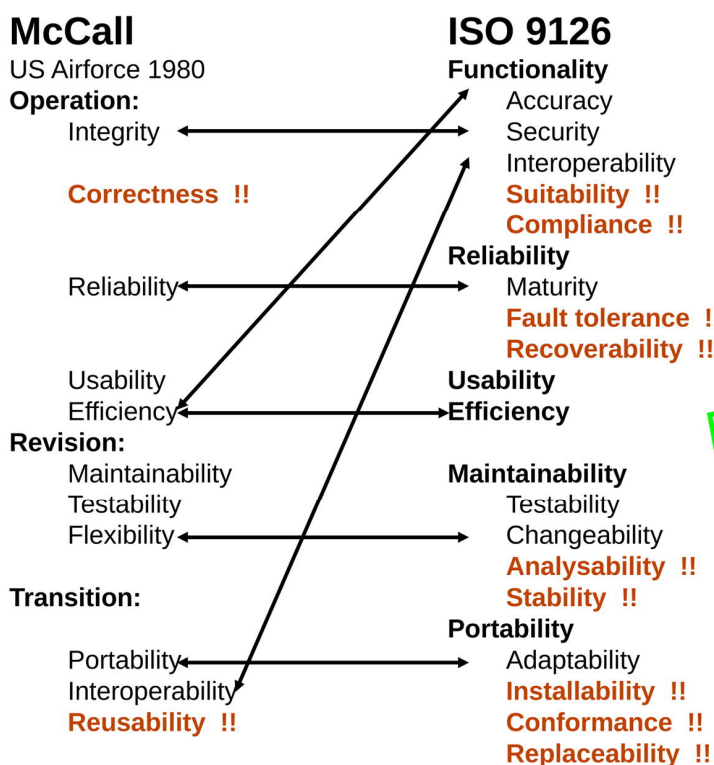 McCall
US Airforce 1980
Operation:
Integrity
Correctness !!
Reliability
Usability
Efficiency
Revision:
Maintainability
Testability
Flexibility
Transition:
Portability
Interoperability
Reusability !!
ISO 9126
Functionality
Accuracy
Security
Interoperability
Suitability !!
Compliance !!
Reliability
Maturity
Fault tolerance !
Recoverability !!
Usability
Efficiency
Maintainability
Testability
Changeability
Analysability !!
Stability !!
Portability
Adaptability
Installability !!
Conformance !!
Replaceability !!